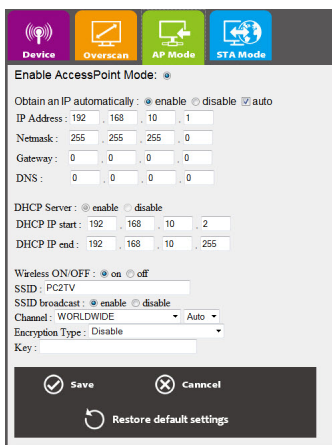 Device Overscan AP Mode STA Mode
Enable AccessPoint Mode:
Obtain an IP automatically : enable disable auto
IP Address : 192 . 168 . 10 . 1
Netmask : 255 . 255 . 255 . 0
Gateway : 0 . 0 . 0 . 0
DNS : 0 . 0 . 0 . 0
DHCP Server : enable disable
DHCP IP start : 192 . 168 . 10 . 2
DHCP IP end : 192 . 168 . 10 . 255
Wireless ON/OFF : on off
SSID : PC2TV
SSID broadcast : enable disable
Channel : WORLDWIDE Auto
Encryption Type : Disable
Key :
Save Canncel
Restore default settings